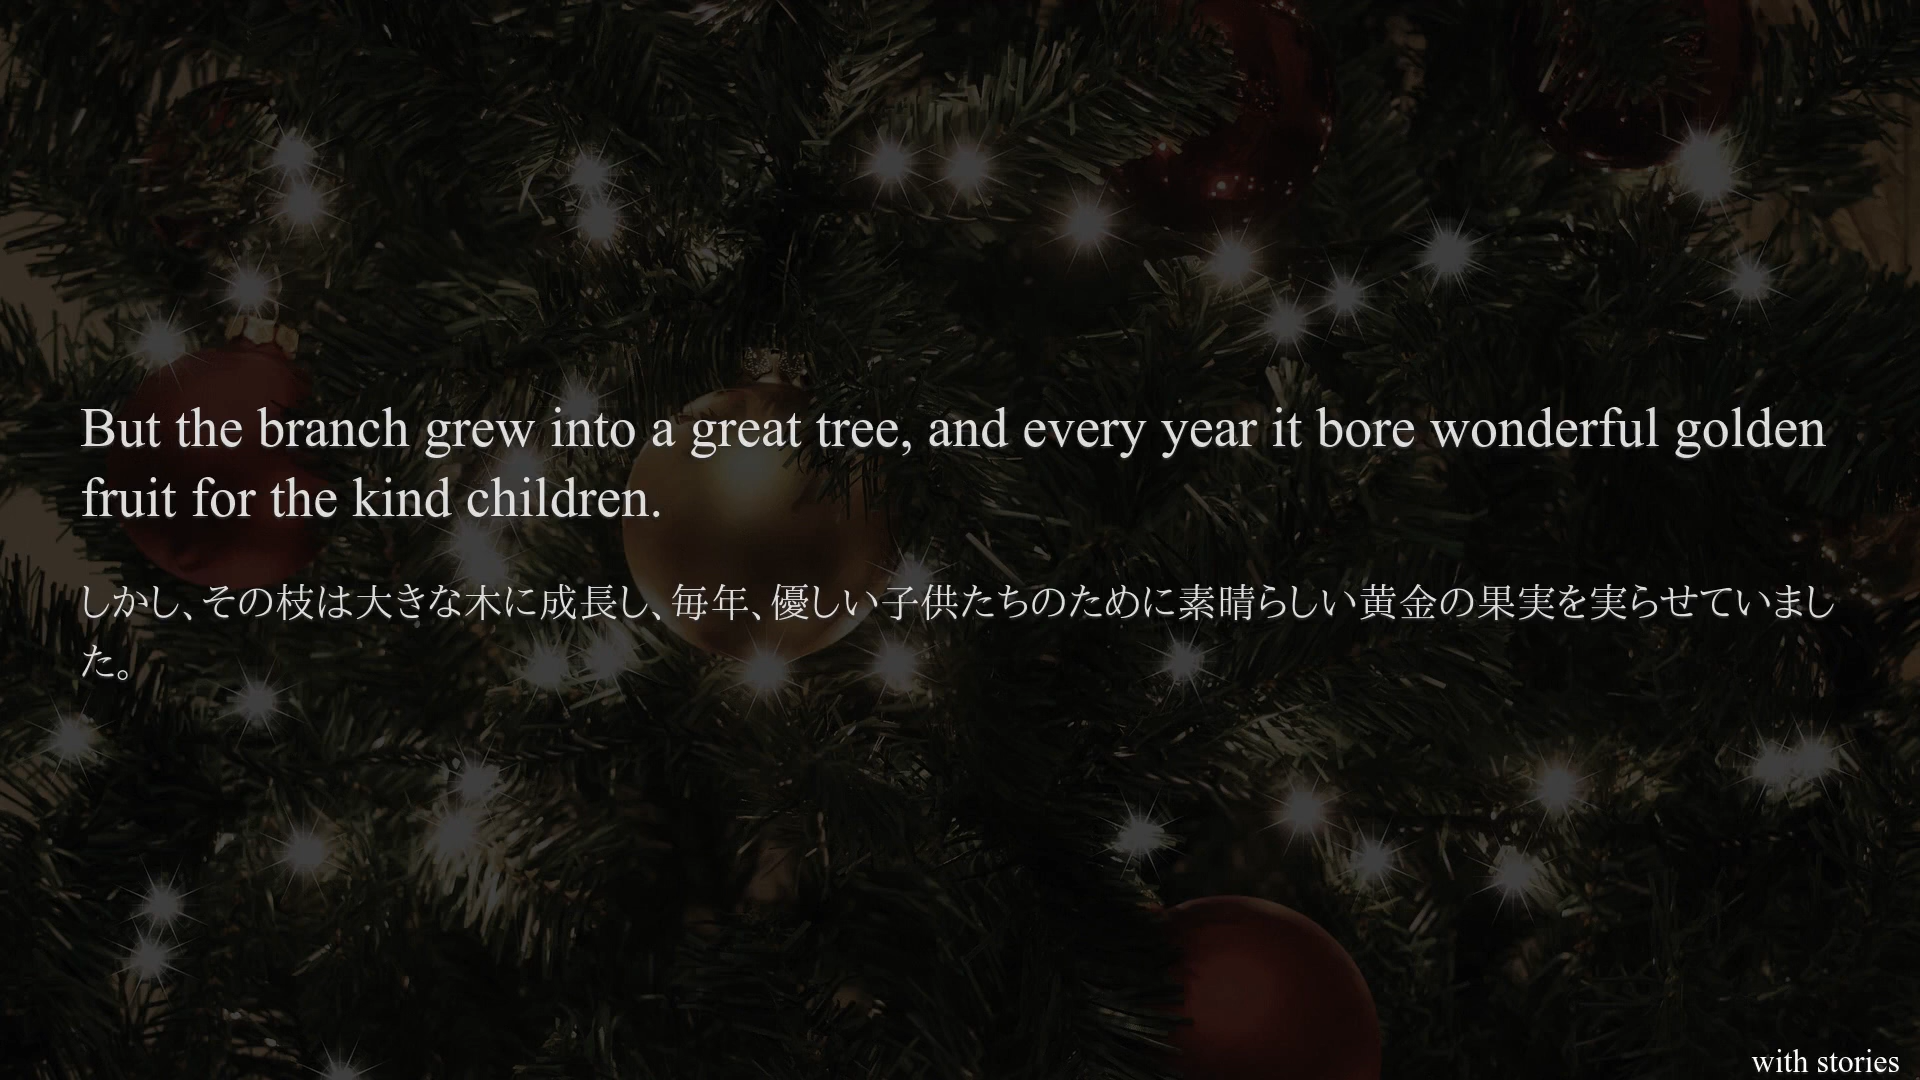 But the branch grew into a great tree, and every year it bore wonderful golden
fruit for the kind children.
しかし、その枝は大きな木に成長し、毎年、優しい子供たちのために素晴らしい黄金の果実を実らせていまし
た。
with stories